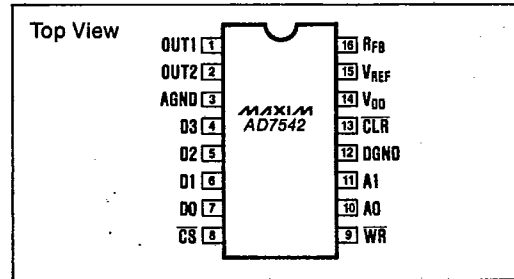 Top View
OUT1 1 16 RFB
OUT2 2 15 VREF
AGND 3 14 VDD
MAXIM
AD7542
D3 4 13 CLR
D2 5 12 DGND
D1 6 11 A1
D0 7 10 A0
CS 8 9 WR